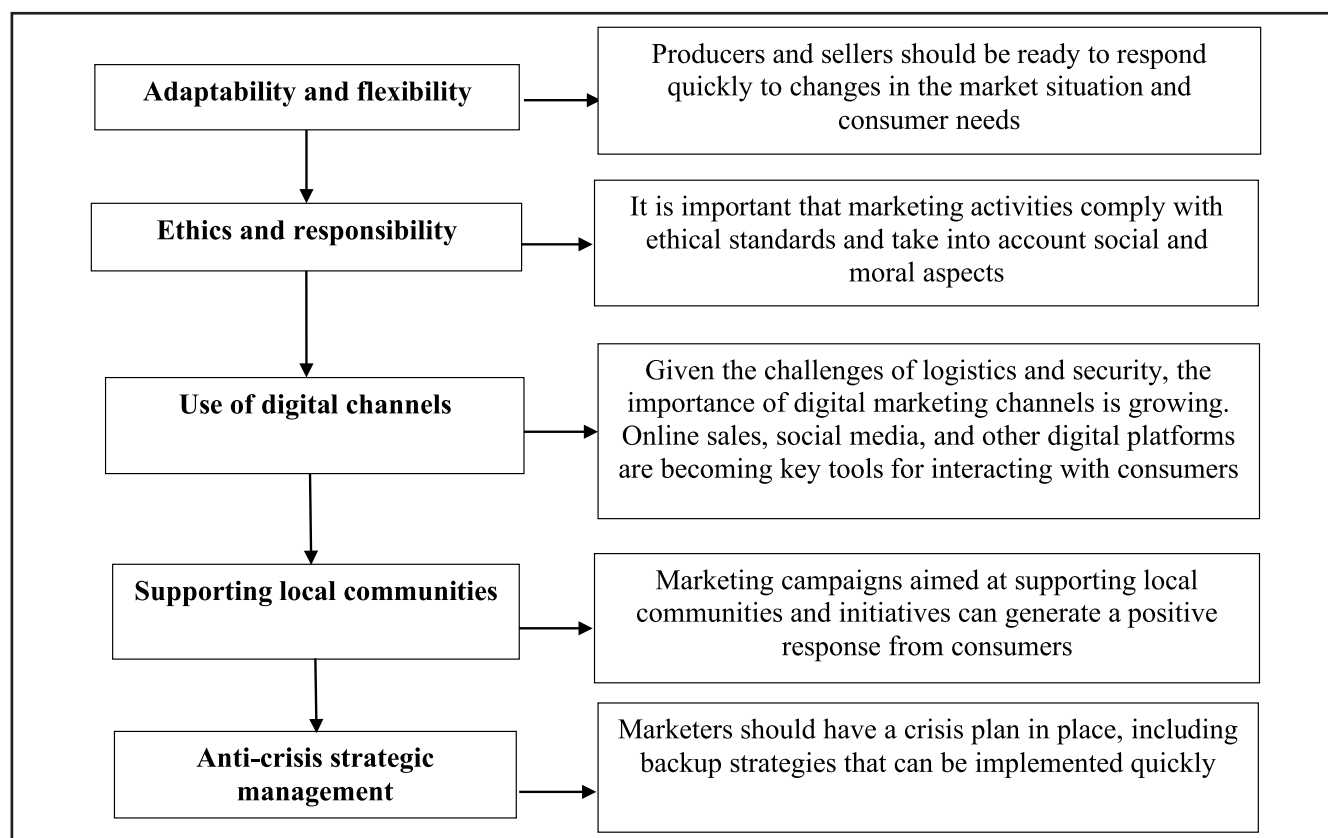 Adaptability and flexibility
Producers and sellers should be ready to respond
quickly to changes in the market situation and
consumer needs
Ethics and responsibility
It is important that marketing activities comply with
ethical standards and take into account social and
moral aspects
Use of digital channels
Given the challenges of logistics and security, the
importance of digital marketing channels is growing.
Online sales, social media, and other digital platforms
are becoming key tools for interacting with consumers
Supporting local communities
Marketing campaigns aimed at supporting local
communities and initiatives can generate a positive
response from consumers
Anti-crisis strategic
management
Marketers should have a crisis plan in place, including
backup strategies that can be implemented quickly